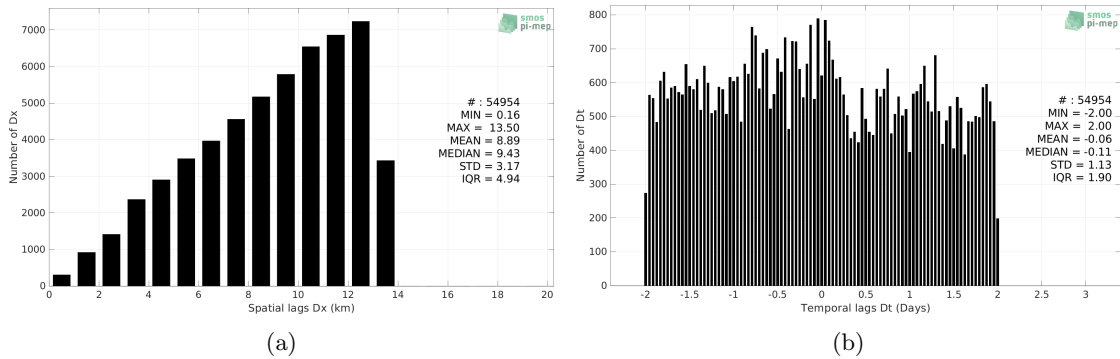 7000
6000
5000
4000
3000
2000
1000
0
Number of Dx
0 2 4 6 8 10 12 14 16 18 20
Spatial lags Dx (km)
smos
pi-mep
# : 54954
MIN = 0.16
MAX = 13.50
MEAN = 8.89
MEDIAN = 9.43
STD = 3.17
IQR = 4.94
(a)
800
700
600
500
400
300
200
100
0
Number of Dt
-2 -1.5 -1 -0.5 0 0.5 1 1.5 2 2.5 3
Temporal lags Dt (Days)
smos
pi-mep
# : 54954
MIN = -2.00
MAX = 2.00
MEAN = -0.06
MEDIAN = -0.11
STD = 1.13
IQR = 1.90
(b)